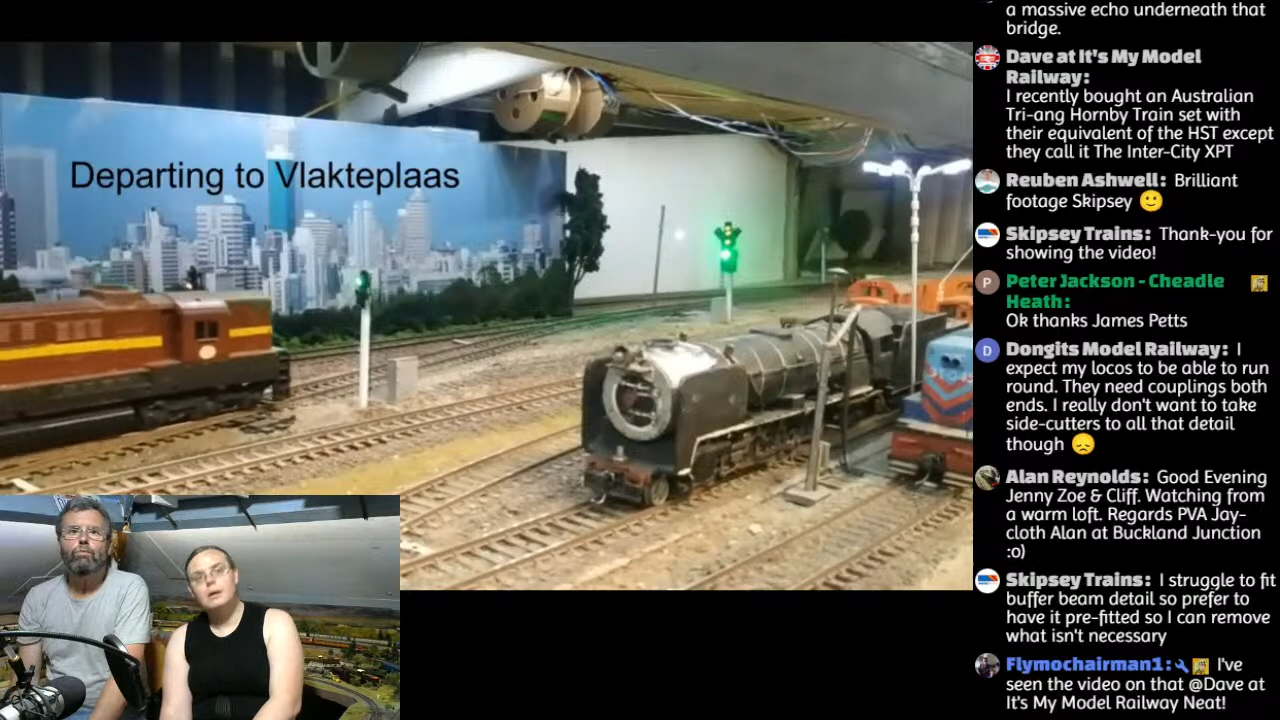 Departing to Vlakteplaas
a massive echo underneath that
bridge.
Dave at It's My Model
Railway:
I recently bought an Australian
Tri-ang Hornby Train set with
their equivalent of the HST except
they call it The Inter-City XPT
Reuben Ashwell: Brilliant
footage Skipsey 🙂
Skipsey Trains: Thank-you for
showing the video!
P
Peter Jackson - Cheadle
Heath:
Ok thanks James Petts
D
Dongits Model Railway: I
expect my locos to be able to run
round. They need couplings both
ends. I really don't want to take
side-cutters to all that detail
though 😞
Alan Reynolds: Good Evening
Jenny Zoe & Cliff. Watching from
a warm loft. Regards PVA Jay-
cloth Alan at Buckland Junction
:o)
Skipsey Trains: I struggle to fit
buffer beam detail so prefer to
have it pre-fitted so I can remove
what isn't necessary
Flymochairman1: I've
seen the video on that @Dave at
It's My Model Railway Neat!